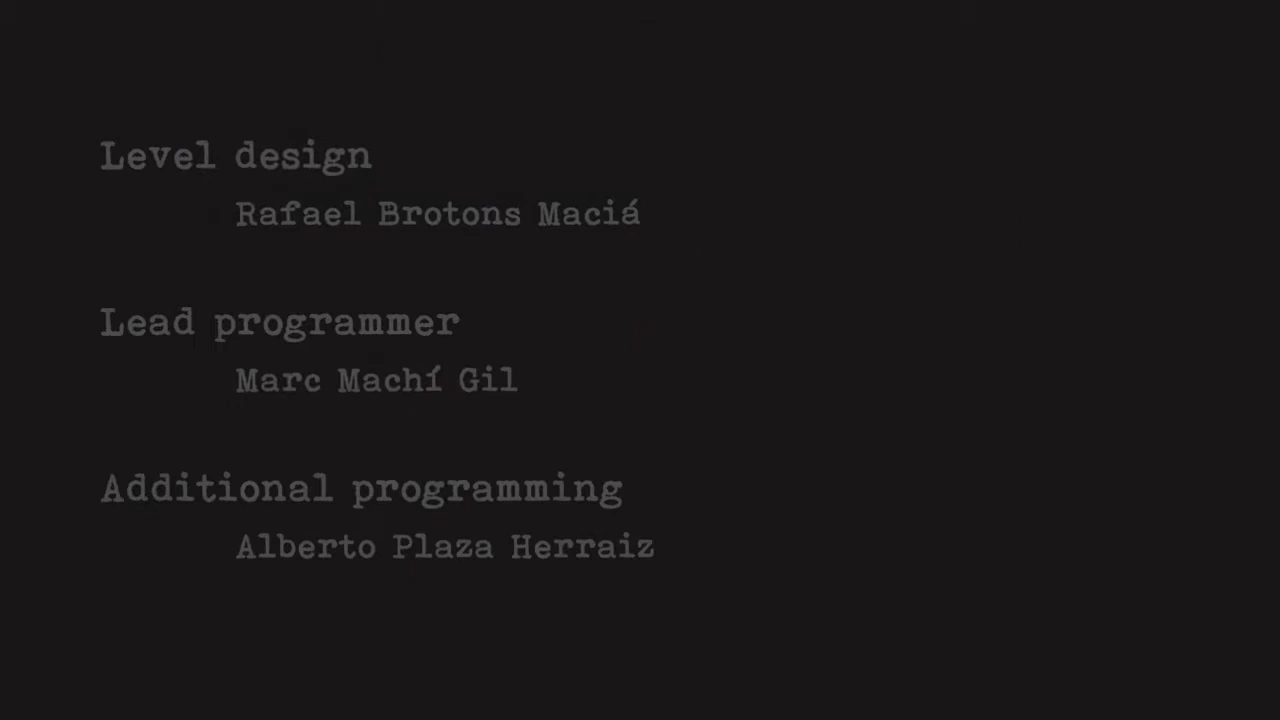 Level design
Rafael Brotons Maciá
Lead programmer
Marc Machí Gil
Additional programming
Alberto Plaza Herraiz